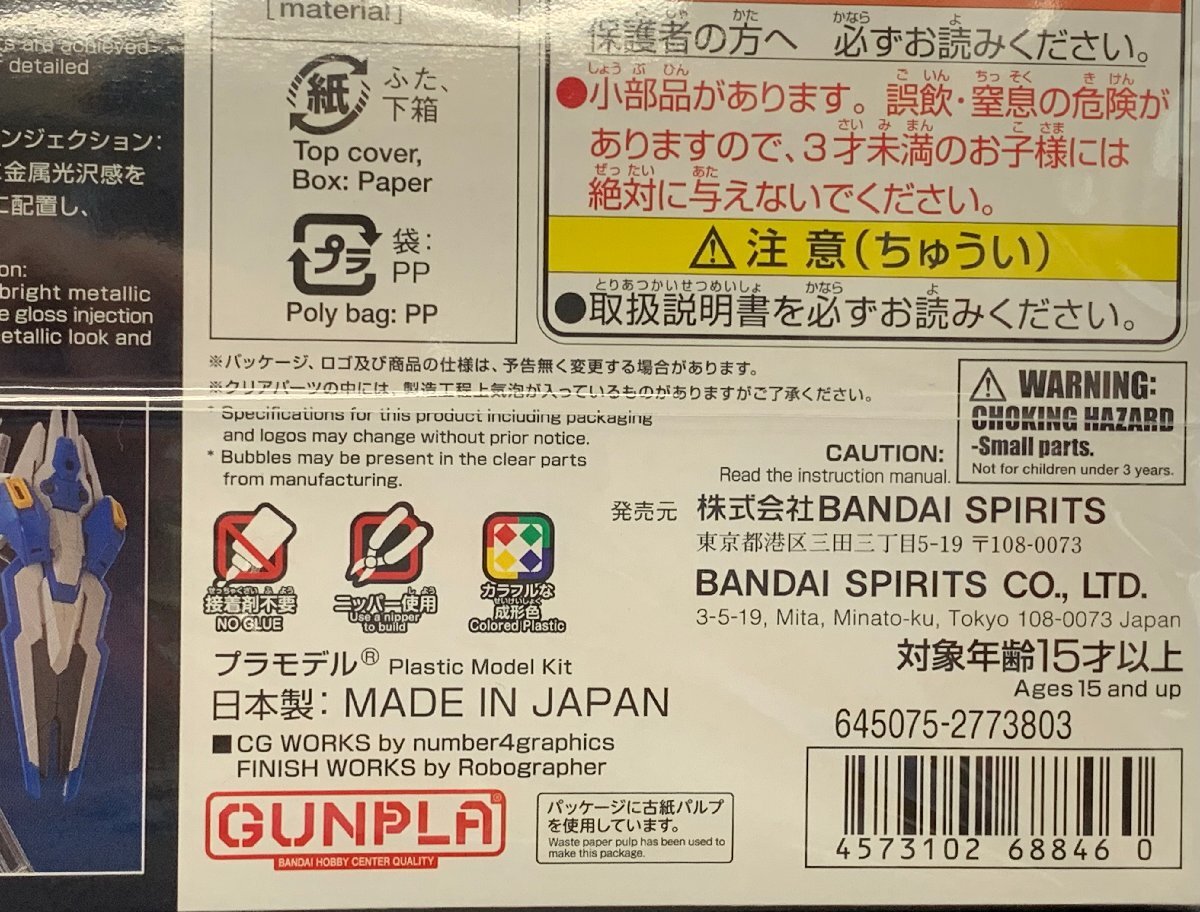 s are achieved
detailed
ンジェクション:
金属光沢感を
に配置し、
on:
bright metallic
e gloss injection
etallic look and
[material]
紙
ふた、
下箱
Top cover,
Box: Paper
プラ
袋:
PP
Poly bag: PP
保護者の方へ 必ずお読みください。
●小部品があります。誤飲・窒息の危険が
ありますので、3才未満のお子様には
絶対に与えないでください。
注意(ちゅうい)
●取扱説明書を必ずお読みください。
※パッケージ、ロゴ及び商品の仕様は、予告無く変更する場合があります。
※クリアパーツの中には、製造工程上気泡が入っているものがありますがご了承ください。
* Specifications for this product including packaging
and logos may change without prior notice.
* Bubbles may be present in the clear parts
from manufacturing.
WARNING:
CHOKING HAZARD
-Small parts.
Not for children under 3 years.
CAUTION:
Read the instruction manual.
接着剤不要
NO GLUE
ニッパー使用
Use a nipper
to build
カラフルな
成形色
Colored Plastic
発売元 株式会社BANDAI SPIRITS
東京都港区三田三丁目5-19 〒108-0073
BANDAI SPIRITS CO., LTD.
3-5-19, Mita, Minato-ku, Tokyo 108-0073 Japan
プラモデル® Plastic Model Kit
日本製: MADE IN JAPAN
■CG WORKS by number4graphics
FINISH WORKS by Robographer
対象年齢15才以上
Ages 15 and up
645075-2773803
GUNPLA®
BANDAI HOBBY CENTER QUALITY
パッケージに古紙パルプ
を使用しています。
Waste paper pulp has been used to
make this package.
4573102 68846 0